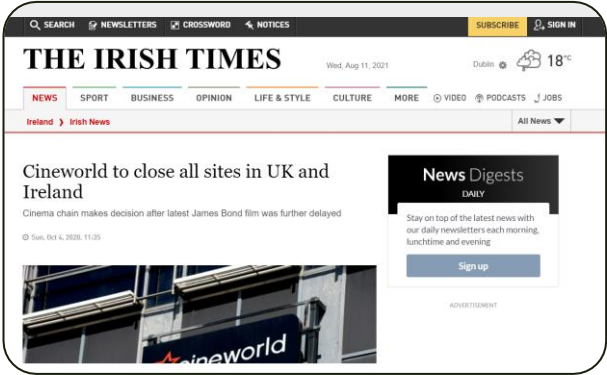 SEARCH NEWSLETTERS CROSSWORD NOTICES SUBSCRIBE SIGN IN
THE IRISH TIMES
Wed, Aug 11, 2021
Dublin 18°C
NEWS SPORT BUSINESS OPINION LIFE & STYLE CULTURE MORE VIDEO PODCASTS JOBS
Ireland ❯ Irish News
All News
Cineworld to close all sites in UK and
Ireland
Cinema chain makes decision after latest James Bond film was further delayed
Sun, Oct 4, 2020, 11:35
News Digests
DAILY
Stay on top of the latest news with
our daily newsletters each morning,
lunchtime and evening
Sign up
ADVERTISEMENT
cineworld